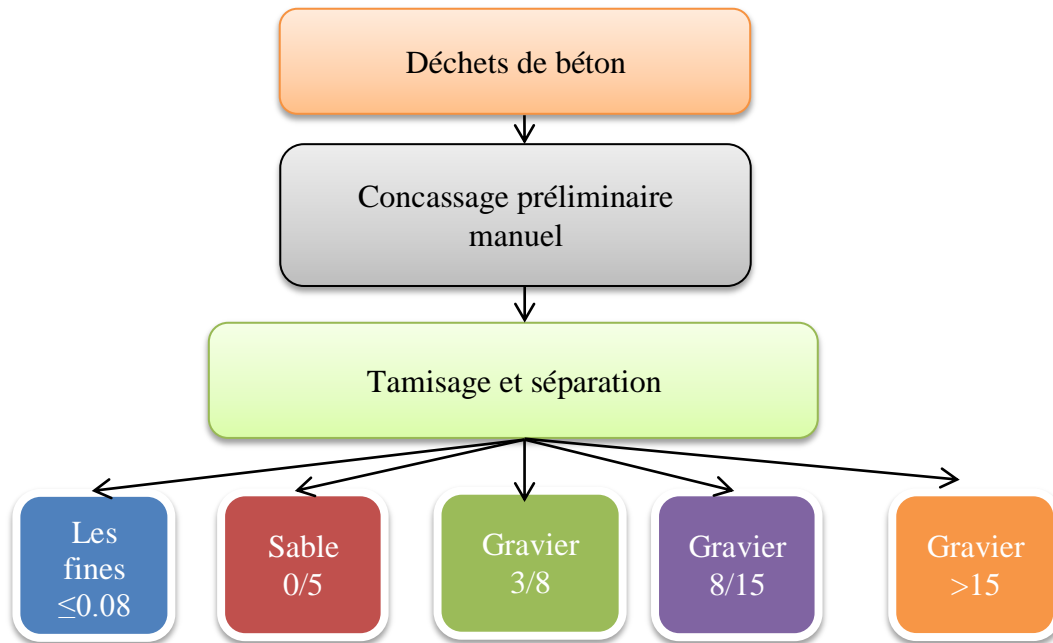 Déchets de béton
Concassage préliminaire
manuel
Tamisage et séparation
Les
fines
≤0.08
Sable
0/5
Gravier
3/8
Gravier
8/15
Gravier
>15